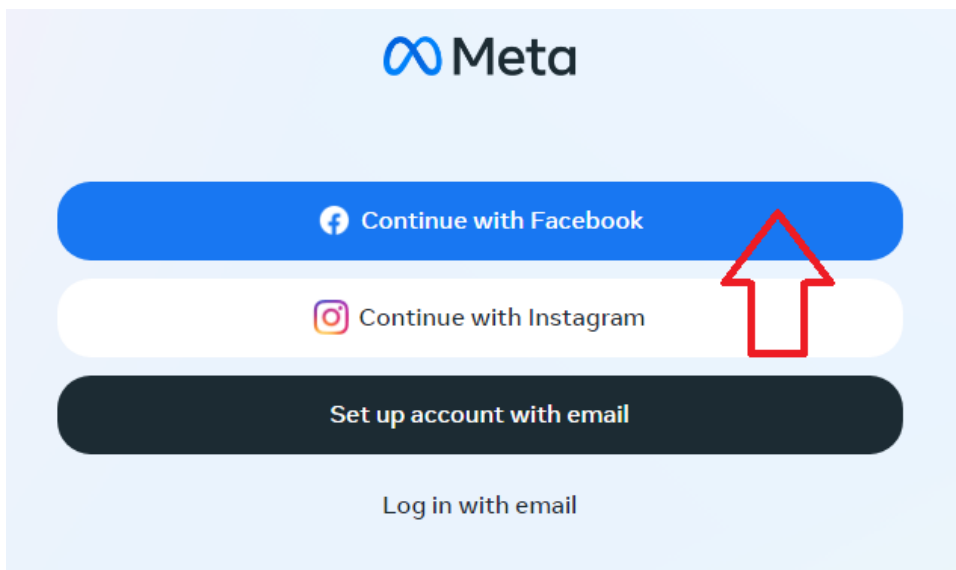 Meta
Continue with Facebook
Continue with Instagram
Set up account with email
Log in with email